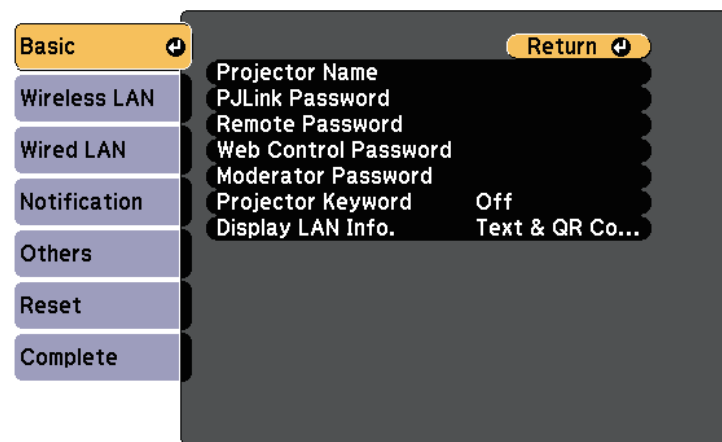 Basic
Wireless LAN
Wired LAN
Notification
Others
Reset
Complete
Return
Projector Name
PJLink Password
Remote Password
Web Control Password
Moderator Password
Projector Keyword Off
Display LAN Info. Text & QR Co...